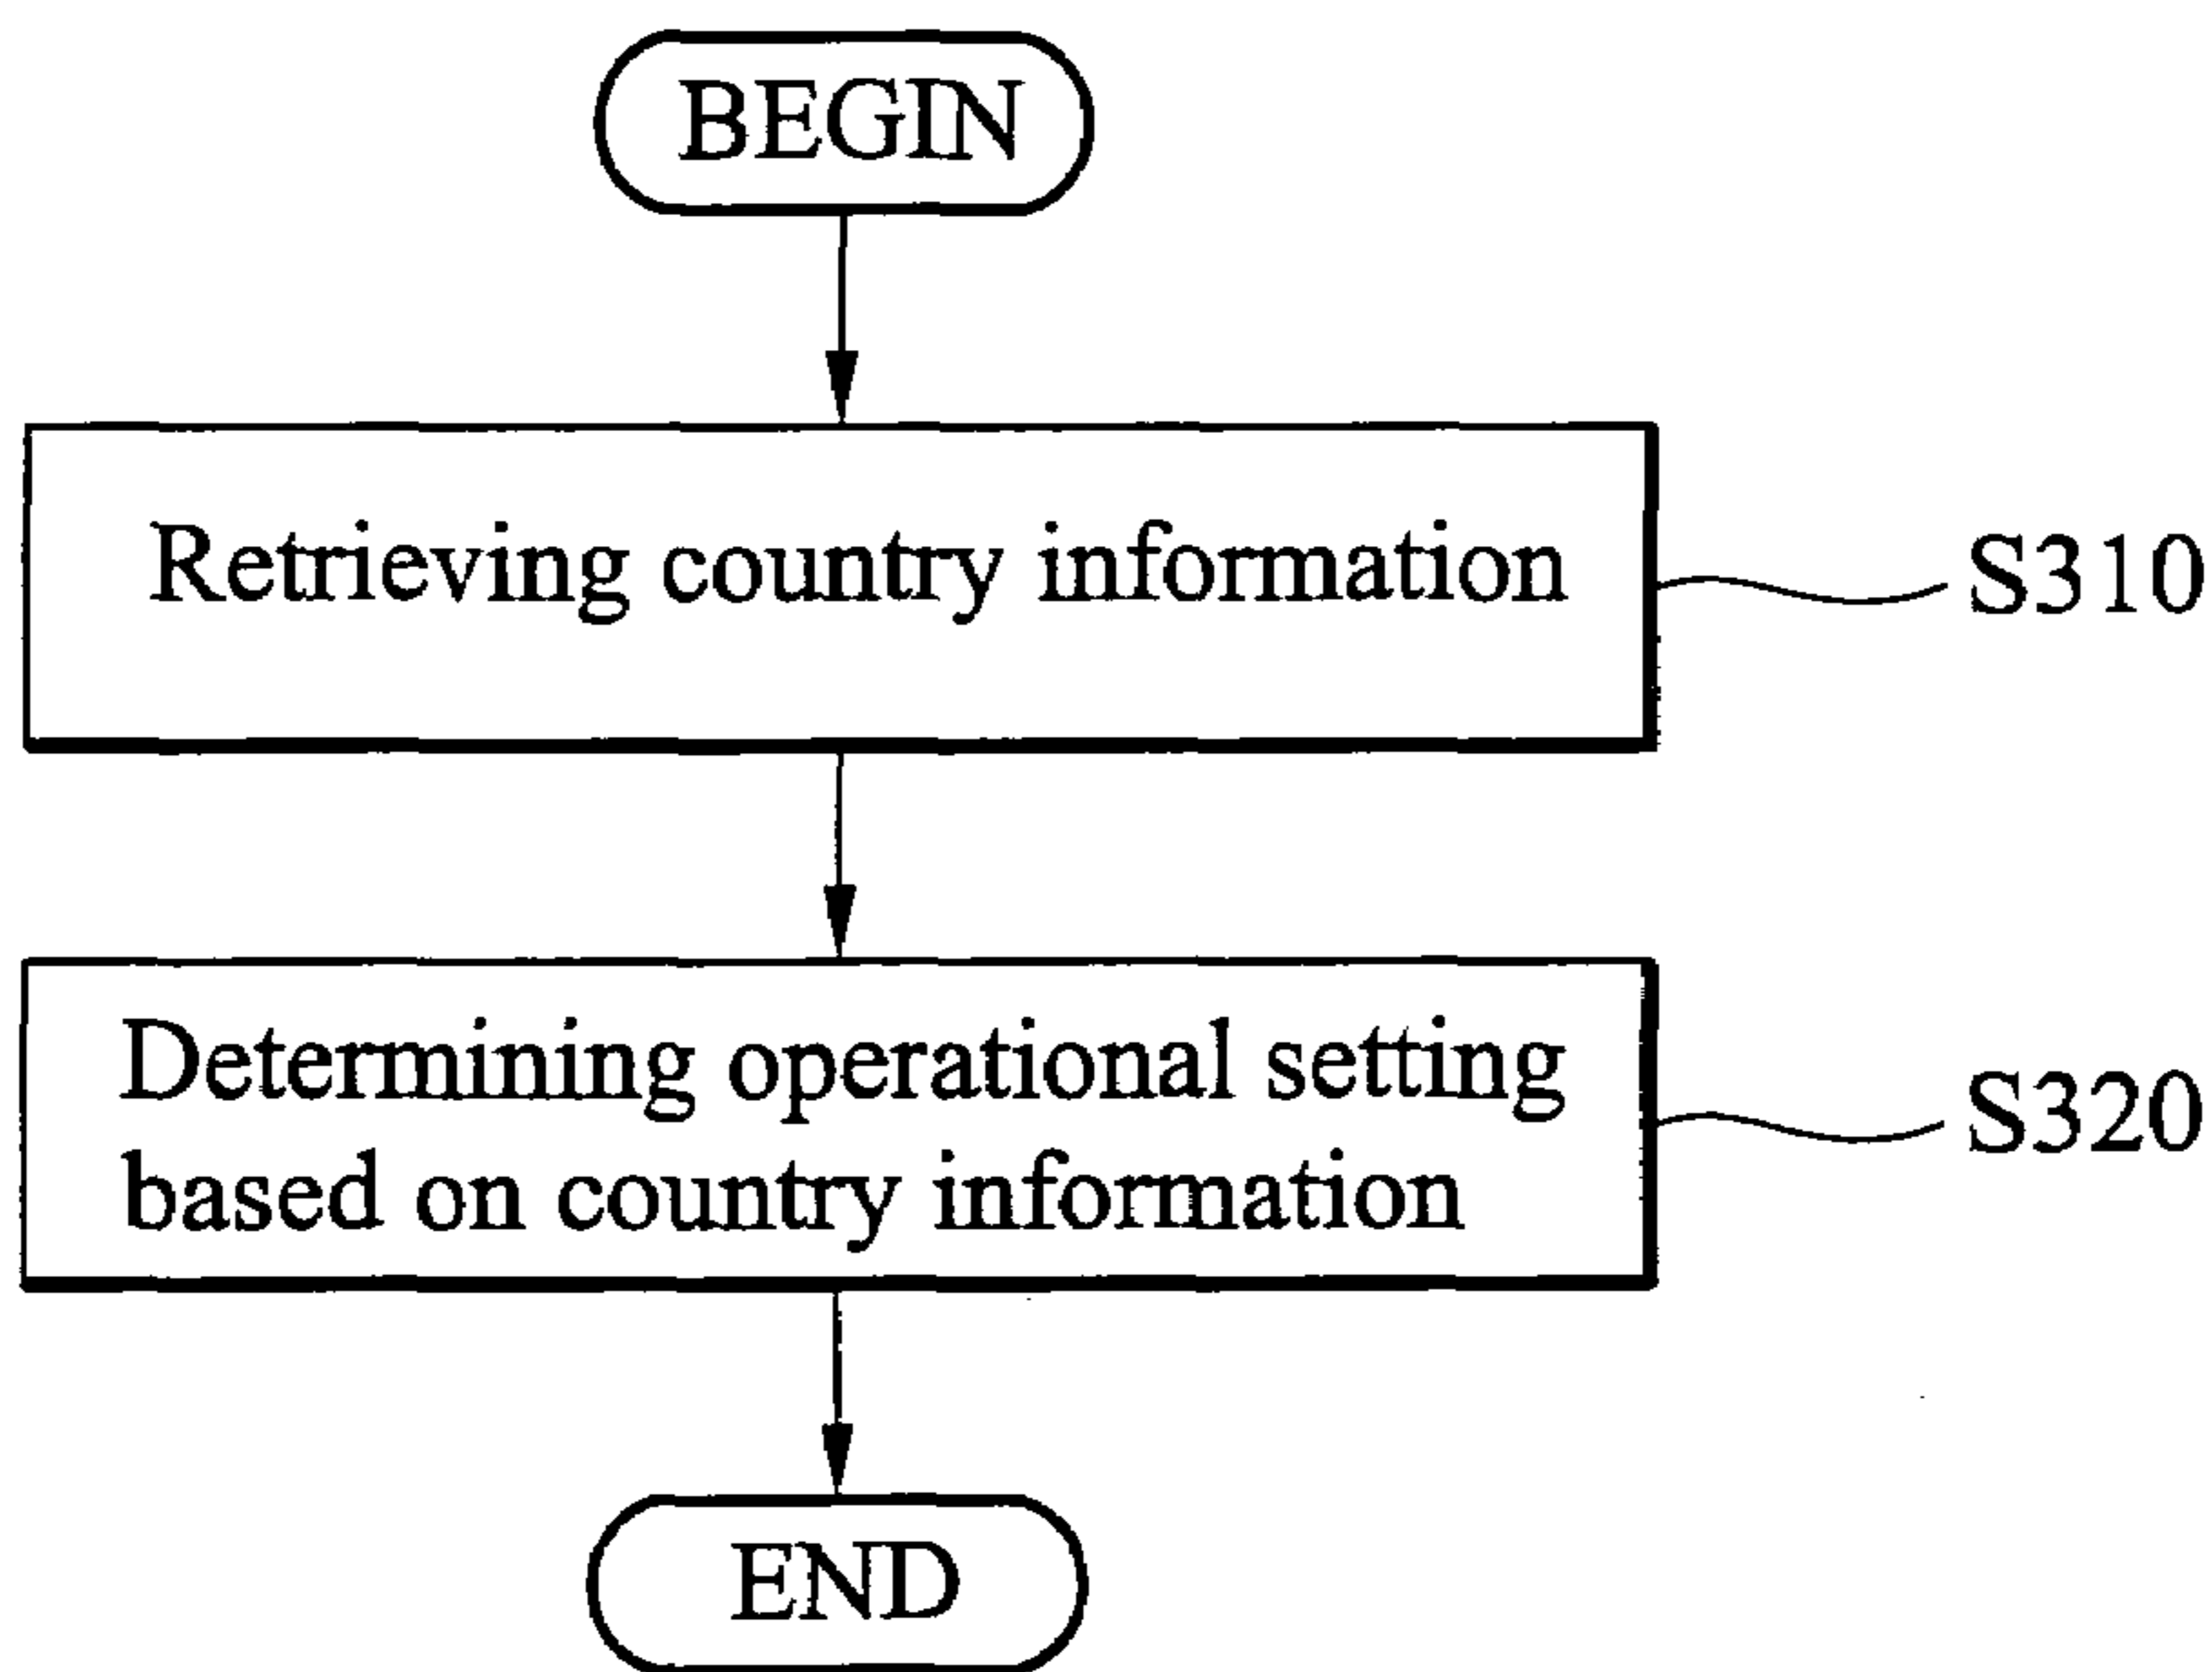 BEGIN
Retrieving country information
S310
Determining operational setting
based on country information
S320
END